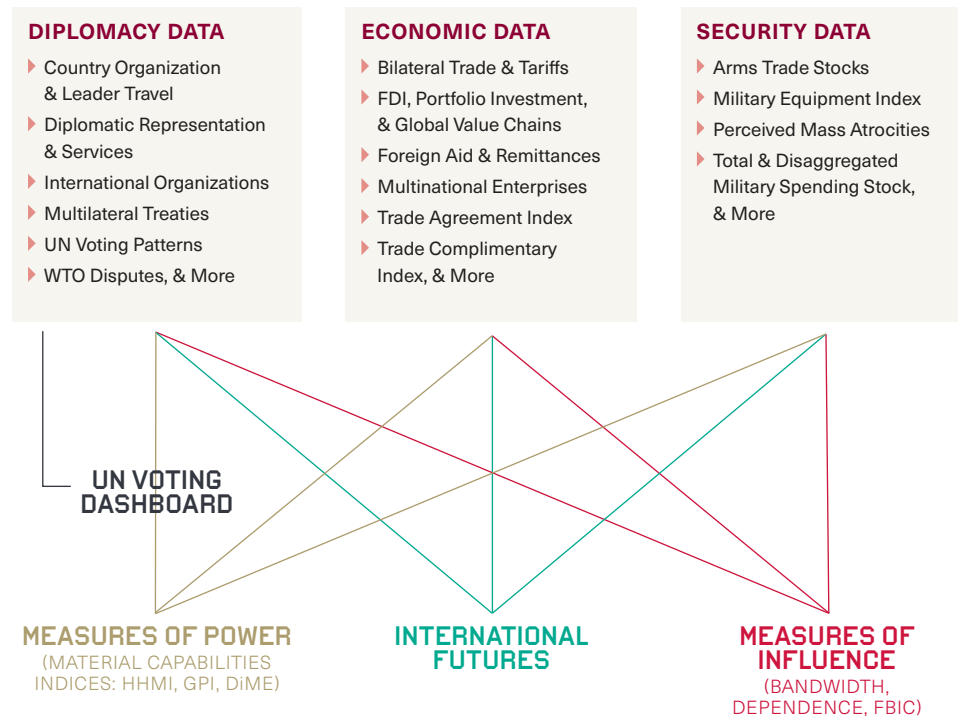 DIPLOMACY DATA
Country Organization
& Leader Travel
Diplomatic Representation
& Services
International Organizations
Multilateral Treaties
UN Voting Patterns
WTO Disputes, & More
ECONOMIC DATA
Bilateral Trade & Tariffs
FDI, Portfolio Investment,
& Global Value Chains
Foreign Aid & Remittances
Multinational Enterprises
Trade Agreement Index
Trade Complimentary
Index, & More
SECURITY DATA
Arms Trade Stocks
Military Equipment Index
Perceived Mass Atrocities
Total & Disaggregated
Military Spending Stock,
& More
UN VOTING
DASHBOARD
MEASURES OF POWER
(MATERIAL CAPABILITIES
INDICES: HHMI, GPI, DiME)
INTERNATIONAL
FUTURES
MEASURES OF
INFLUENCE
(BANDWIDTH,
DEPENDENCE, FBIC)